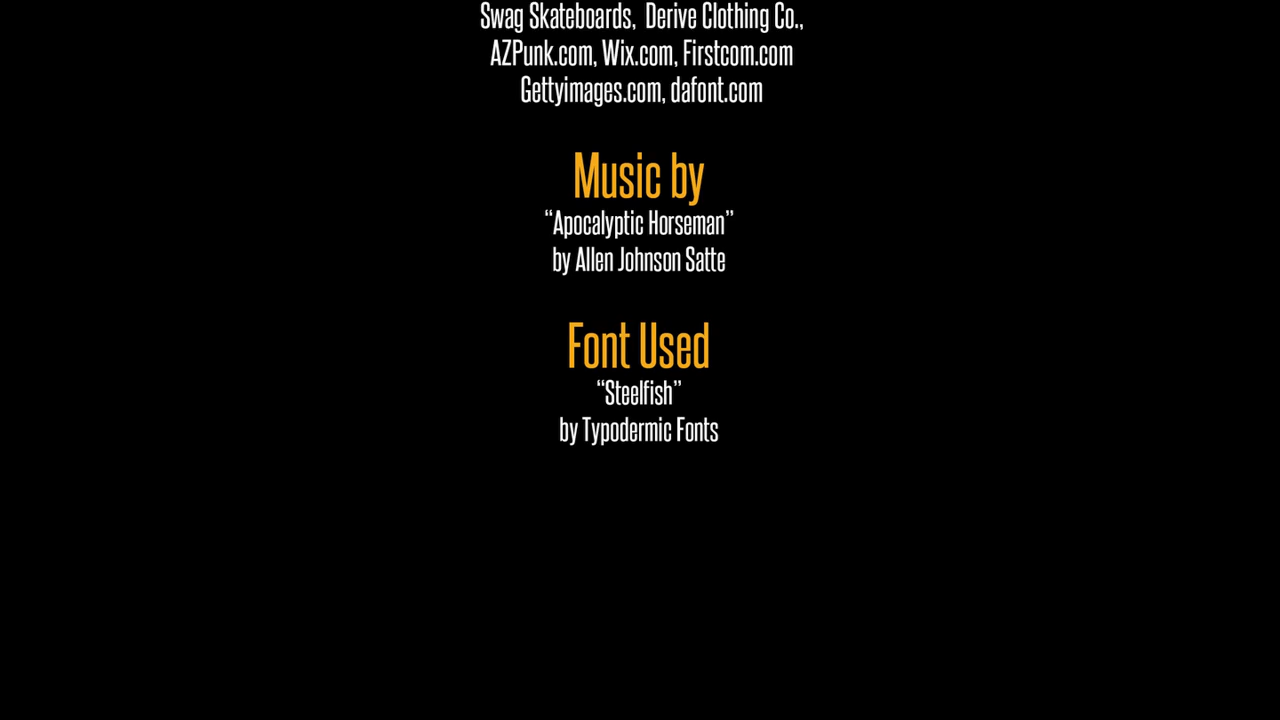 Swag Skateboards, Derive Clothing Co.,
AZPunk.com, Wix.com, Firstcom.com
Gettyimages.com, dafont.com
Music by
“Apocalyptic Horseman”
by Allen Johnson Satte
Font Used
“Steelfish”
by Typodermic Fonts